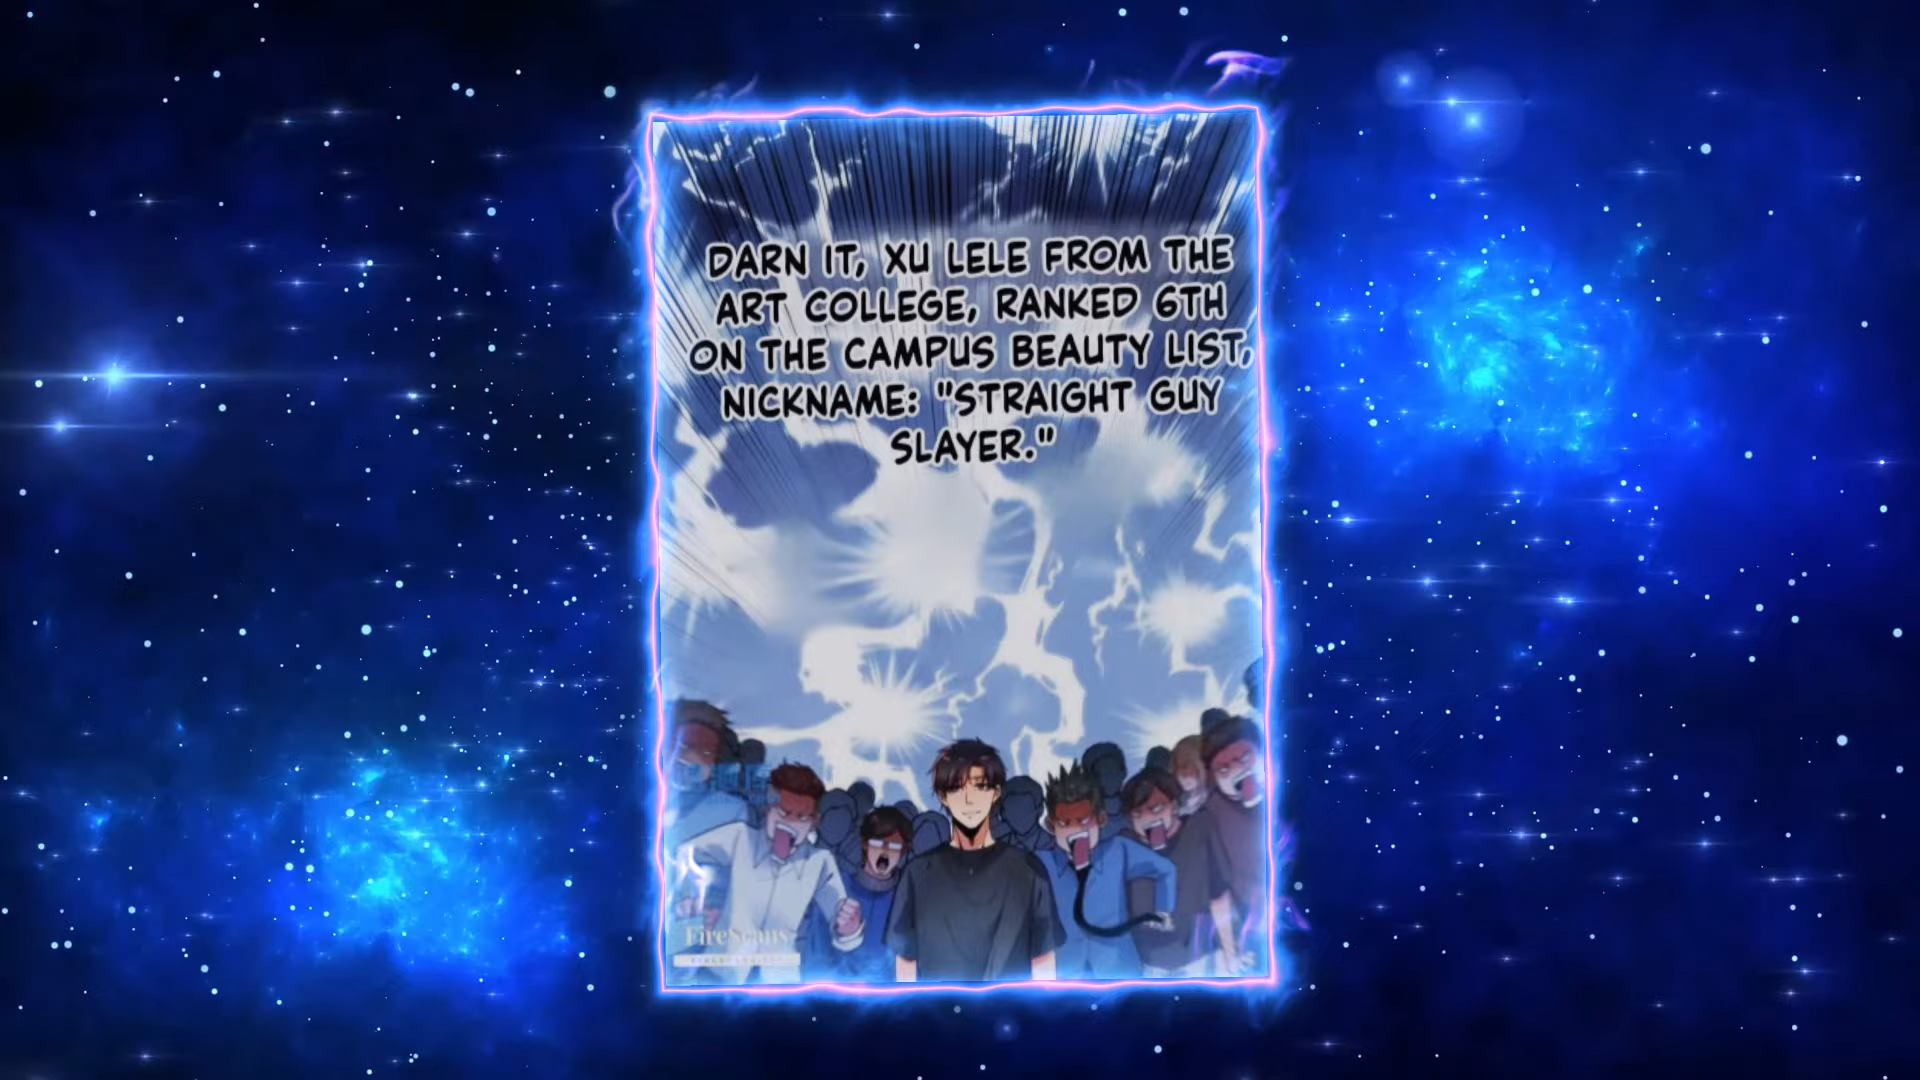 DARN IT, XU LELE FROM THE
ART COLLEGE, RANKED 6TH
ON THE CAMPUS BEAUTY LIST,
NICKNAME: "STRAIGHT GUY
SLAYER."
FireScans